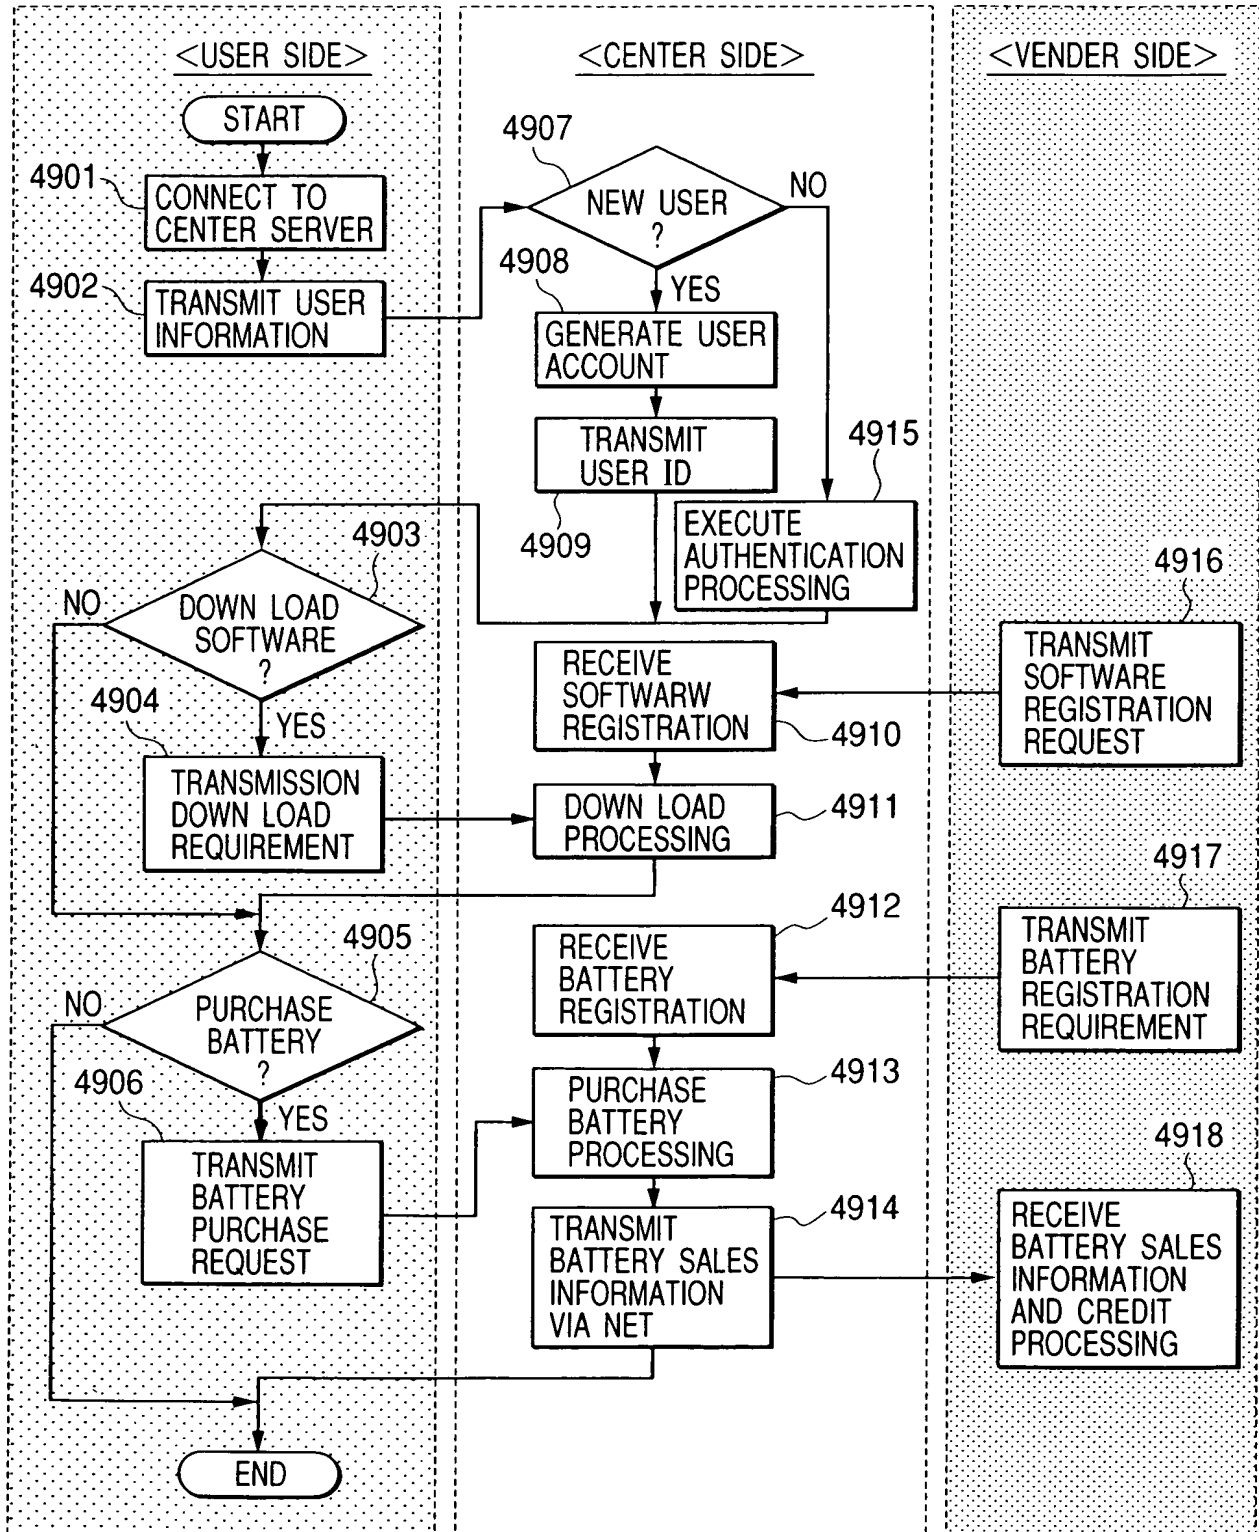 <USER SIDE>
<CENTER SIDE>
<VENDER SIDE>
START
4901
CONNECT TO
CENTER SERVER
4902
TRANSMIT USER
INFORMATION
4907
NEW USER
?
NO
YES
4908
GENERATE USER
ACCOUNT
TRANSMIT
USER ID
4909
4915
EXECUTE
AUTHENTICATION
PROCESSING
4903
DOWN LOAD
SOFTWARE
?
NO
YES
4904
TRANSMISSION
DOWN LOAD
REQUIREMENT
RECEIVE
SOFTWARW
REGISTRATION
4910
4916
TRANSMIT
SOFTWARE
REGISTRATION
REQUEST
DOWN LOAD
PROCESSING
4911
4905
PURCHASE
BATTERY
?
NO
YES
4912
RECEIVE
BATTERY
REGISTRATION
4917
TRANSMIT
BATTERY
REGISTRATION
REQUIREMENT
4906
TRANSMIT
BATTERY
PURCHASE
REQUEST
PURCHASE
BATTERY
PROCESSING
4913
TRANSMIT
BATTERY SALES
INFORMATION
VIA NET
4914
4918
RECEIVE
BATTERY SALES
INFORMATION
AND CREDIT
PROCESSING
END